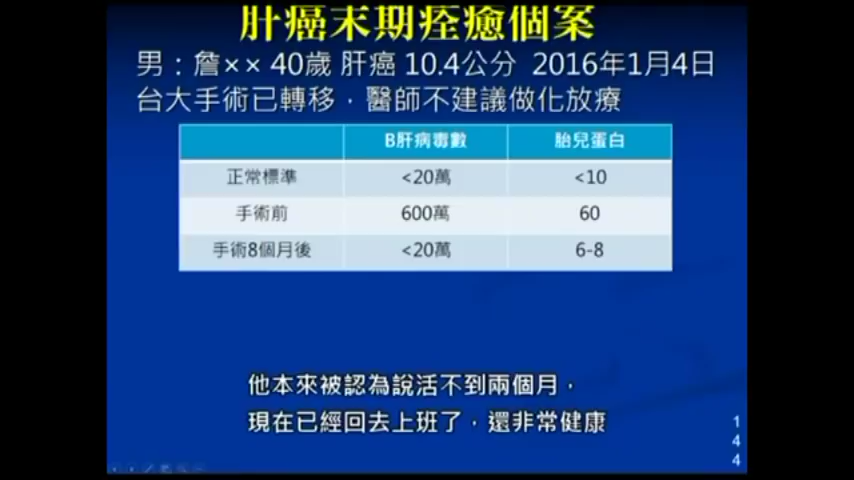 肝癌末期痊癒個案
男：詹×× 40歲 肝癌 10.4公分 2016年1月4日
台大手術已轉移，醫師不建議做化放療
B肝病毒數 胎兒蛋白
正常標準 <20萬 <10
手術前 600萬 60
手術8個月後 <20萬 6-8
他本來被認為說活不到兩個月，
現在已經回去上班了，還非常健康
144